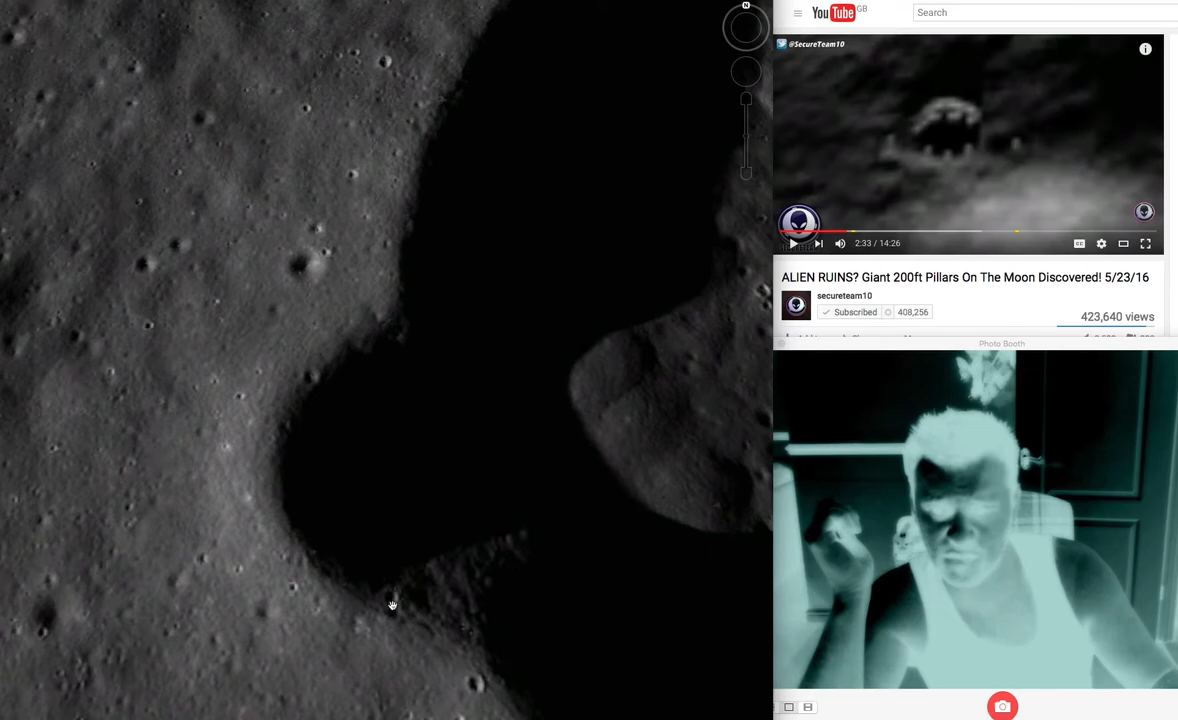 N
YouTube GB
Search
@SecureTeam10
i
2:33 / 14:26
CC
ALIEN RUINS? Giant 200ft Pillars On The Moon Discovered! 5/23/16
secureteam10
Subscribed 408,256
423,640 views
Photo Booth